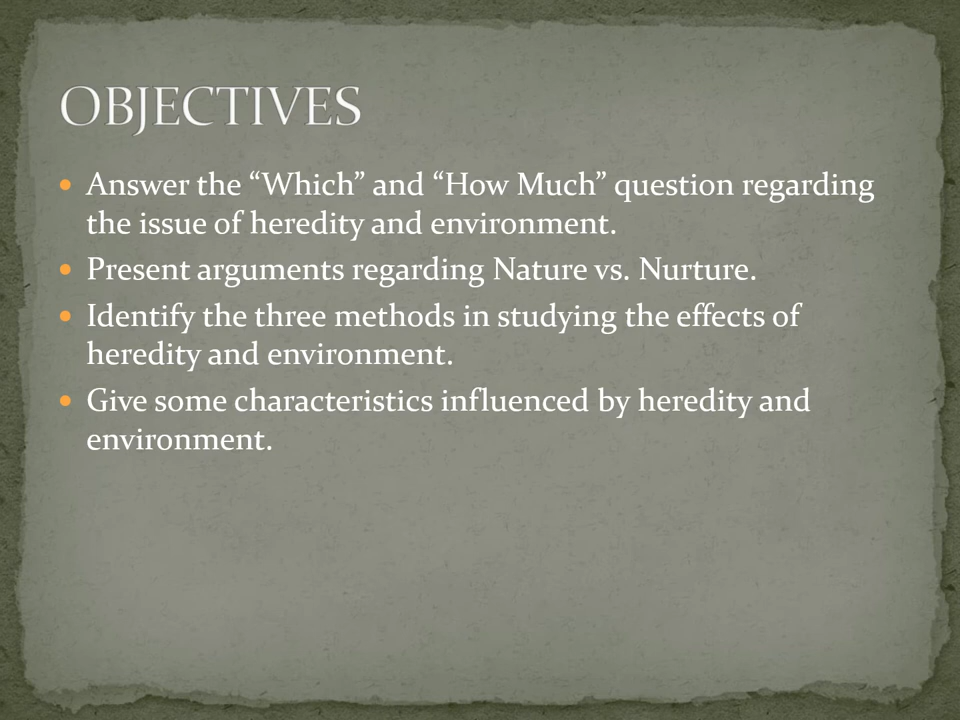 OBJECTIVES
• Answer the “Which” and “How Much” question regarding
the issue of heredity and environment.
• Present arguments regarding Nature vs. Nurture.
• Identify the three methods in studying the effects of
heredity and environment.
• Give some characteristics influenced by heredity and
environment.